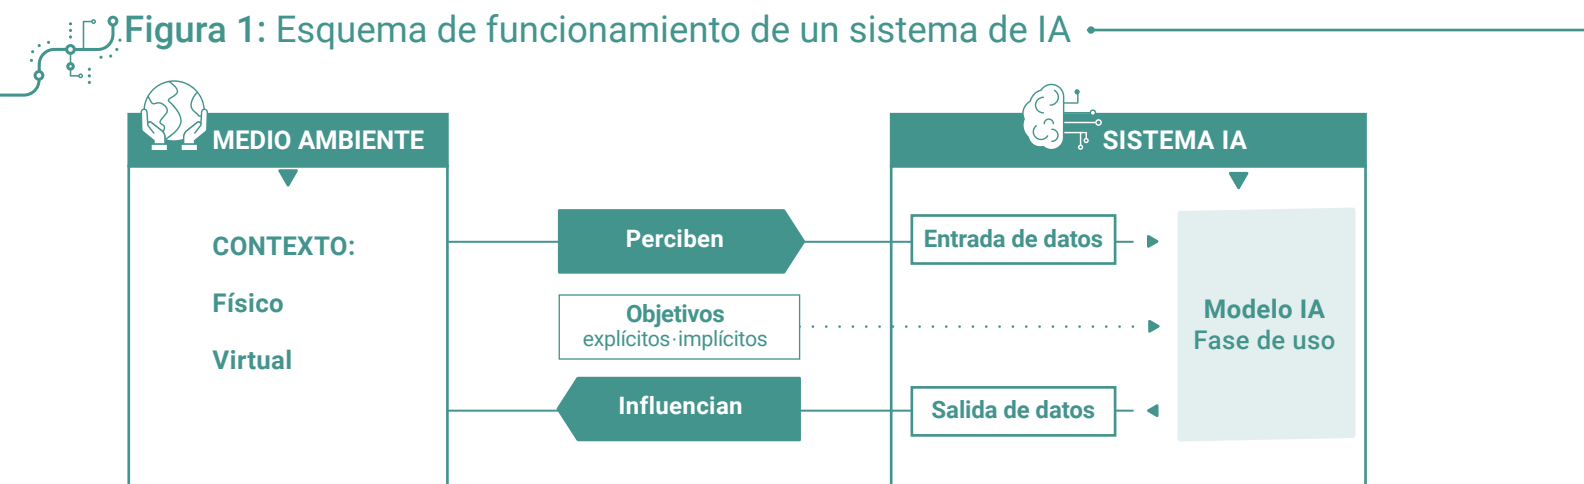 Figura 1: Esquema de funcionamiento de un sistema de IA
MEDIO AMBIENTE
CONTEXTO:
Físico
Virtual
Perciben
Objetivos
explícitos·implícitos
Influencian
SISTEMA IA
Entrada de datos
Salida de datos
Modelo IA
Fase de uso